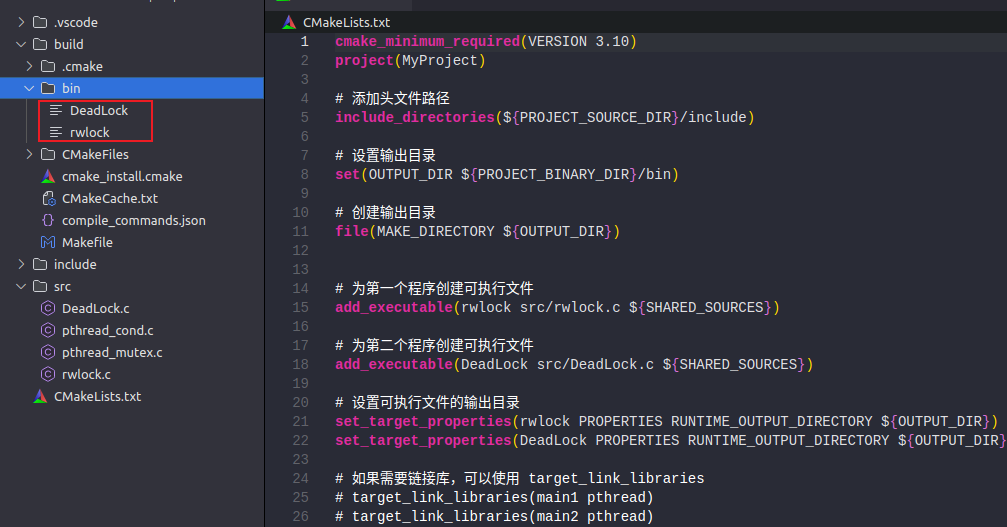 .vscode
build
.cmake
bin
DeadLock
rwlock
CMakeFiles
cmake_install.cmake
CMakeCache.txt
compile_commands.json
Makefile
include
src
DeadLock.c
pthread_cond.c
pthread_mutex.c
rwlock.c
CMakeLists.txt
CMakeLists.txt
1 cmake_minimum_required(VERSION 3.10)
2 project(MyProject)
3
4 # 添加头文件路径
5 include_directories(${PROJECT_SOURCE_DIR}/include)
6
7 # 设置输出目录
8 set(OUTPUT_DIR ${PROJECT_BINARY_DIR}/bin)
9
10 # 创建输出目录
11 file(MAKE_DIRECTORY ${OUTPUT_DIR})
12
13
14 # 为第一个程序创建可执行文件
15 add_executable(rwlock src/rwlock.c ${SHARED_SOURCES})
16
17 # 为第二个程序创建可执行文件
18 add_executable(DeadLock src/DeadLock.c ${SHARED_SOURCES})
19
20 # 设置可执行文件的输出目录
21 set_target_properties(rwlock PROPERTIES RUNTIME_OUTPUT_DIRECTORY ${OUTPUT_DIR})
22 set_target_properties(DeadLock PROPERTIES RUNTIME_OUTPUT_DIRECTORY ${OUTPUT_DIR}
23
24 # 如果需要链接库，可以使用 target_link_libraries
25 # target_link_libraries(main1 pthread)
26 # target_link_libraries(main2 pthread)